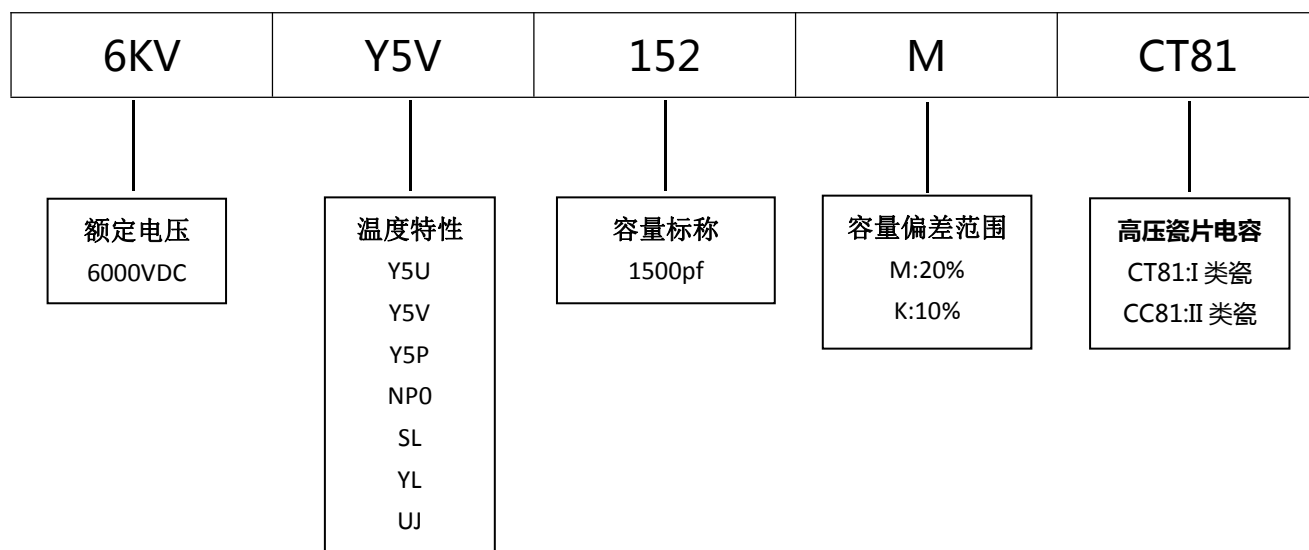 6KV Y5V 152 M CT81
额定电压
6000VDC
温度特性
Y5U
Y5V
Y5P
NP0
SL
YL
UJ
容量标称
1500pf
容量偏差范围
M:20%
K:10%
高压瓷片电容
CT81:I 类瓷
CC81:II 类瓷